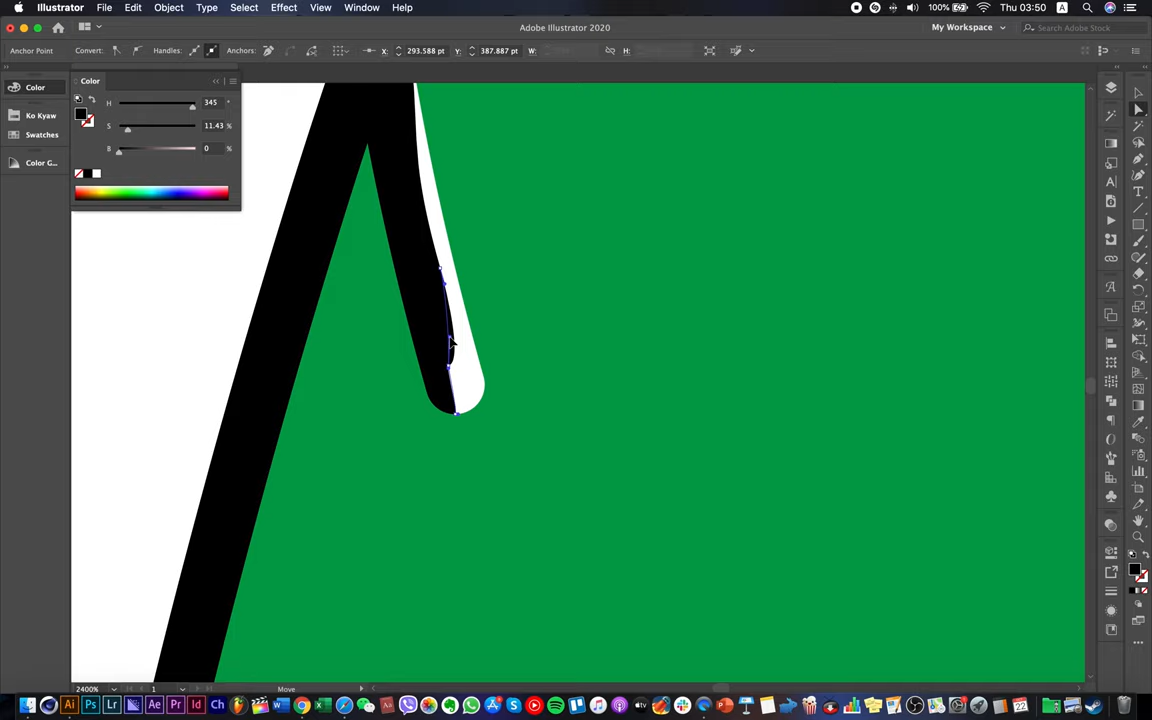 Illustrator File Edit Object Type Select Effect View Window Help 100% Thu 03:50 A
Adobe Illustrator 2020 My Workspace Search Adobe Stock
Anchor Point Convert: Handles: Anchors: X: 293.588 pt Y: 387.887 pt W: H:
Color
Color
H 345 °
S 11.43 %
B 0 %
Ko Kyaw
Swatches
Color G...
2400% 1 Move